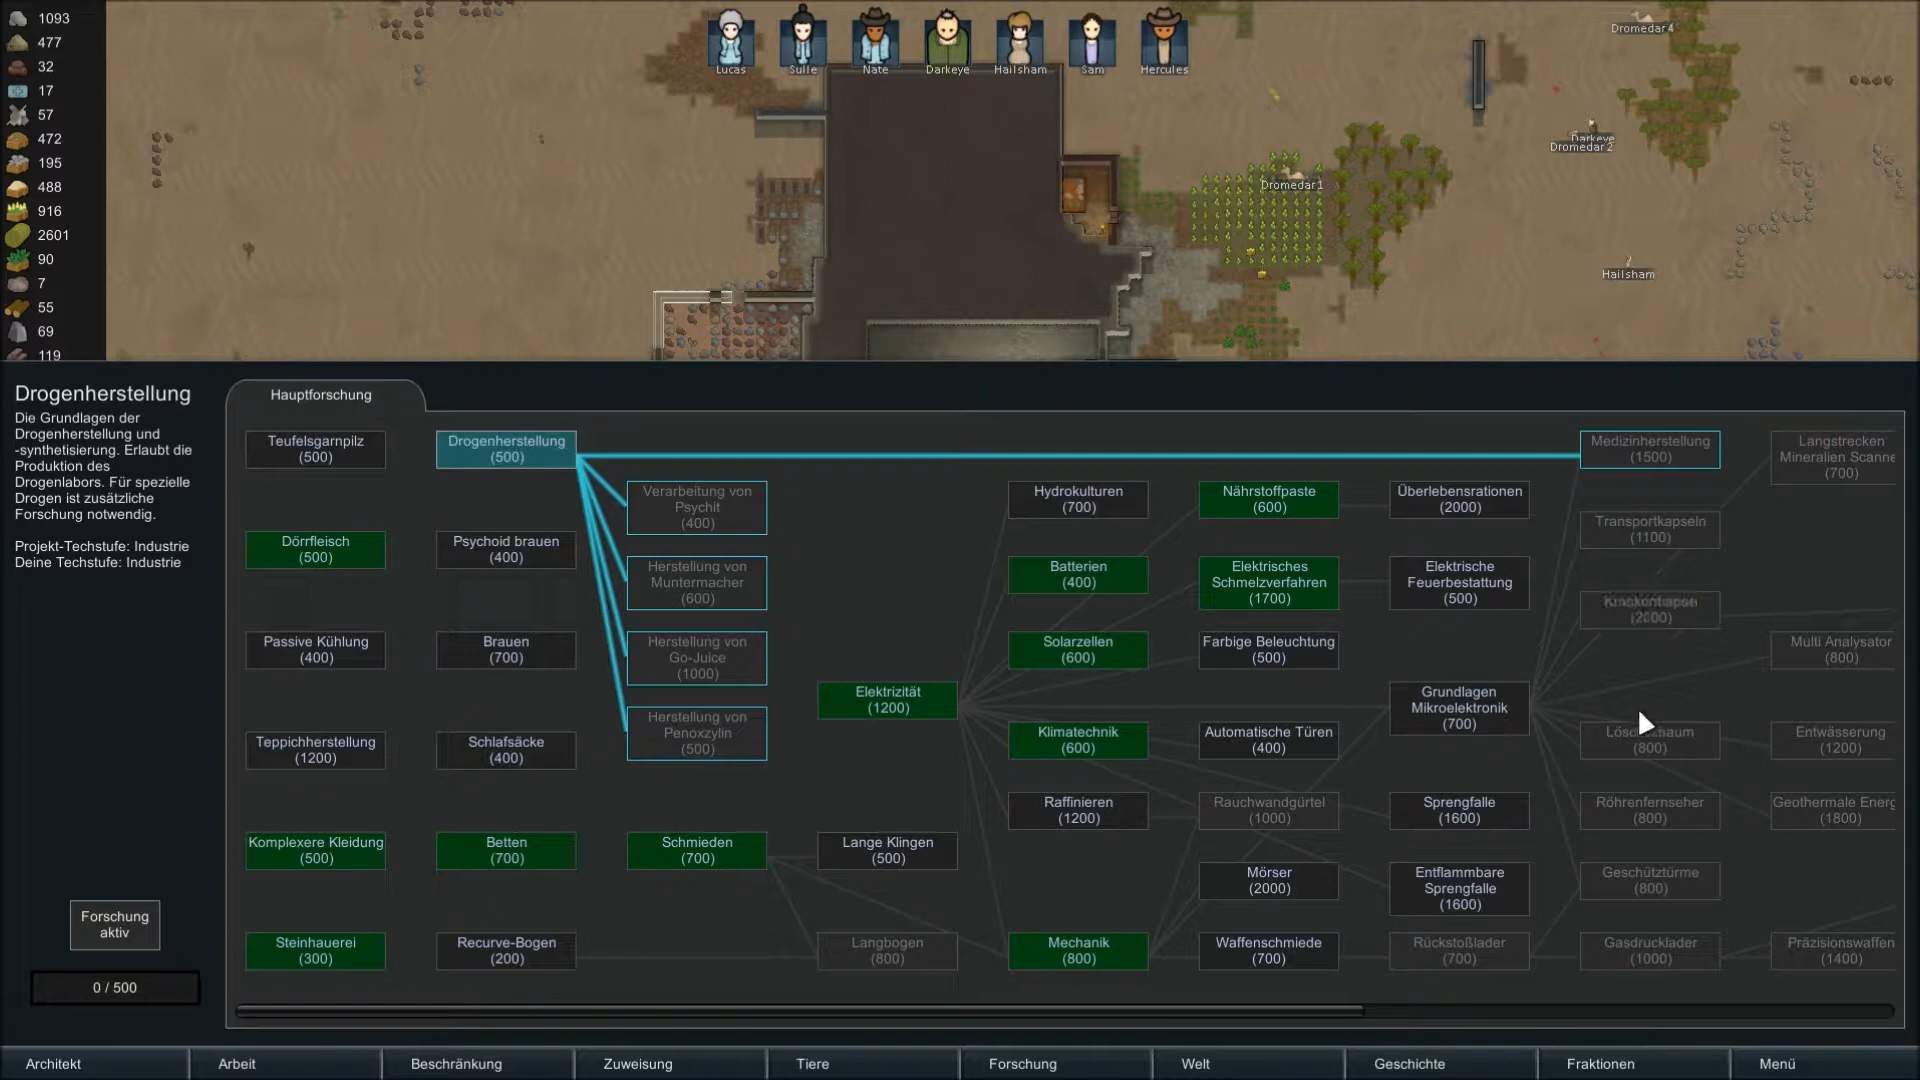 1093
477
32
17
57
472
195
488
916
2601
90
7
55
69
119
Lucas
Sulle
Nate
Darkeye
Hailsham
Sam
Hercules
Dromedar 4
Darkeye
Dromedar 2
Dromedar 1
Hailsham
Drogenherstellung
Die Grundlagen der
Drogenherstellung und
-synthetisierung. Erlaubt die
Produktion des
Drogenlabors. Für spezielle
Drogen ist zusätzliche
Forschung notwendig.
Projekt-Techstufe: Industrie
Deine Techstufe: Industrie
Forschung
aktiv
0 / 500
Hauptforschung
Teufelsgarnpilz
(500)
Drogenherstellung
(500)
Medizinherstellung
(1500)
Langstrecken
Mineralien Scanne
(700)
Verarbeitung von
Psychit
(400)
Hydrokulturen
(700)
Nährstoffpaste
(600)
Überlebensrationen
(2000)
Transportkapseln
(1100)
Dörrfleisch
(500)
Psychoid brauen
(400)
Herstellung von
Muntermacher
(600)
Batterien
(400)
Elektrisches
Schmelzverfahren
(1700)
Elektrische
Feuerbestattung
(500)
(2000)
Passive Kühlung
(400)
Brauen
(700)
Herstellung von
Go-Juice
(1000)
Solarzellen
(600)
Farbige Beleuchtung
(500)
Multi Analysator
(800)
Elektrizität
(1200)
Grundlagen
Mikroelektronik
(700)
Herstellung von
Penoxzylin
(500)
Teppichherstellung
(1200)
Schlafsäcke
(400)
Klimatechnik
(600)
Automatische Türen
(400)
(800)
Entwässerung
(1200)
Raffinieren
(1200)
Rauchwandgürtel
(1000)
Sprengfalle
(1600)
Röhrenfernseher
(800)
Geothermale Energ
(1800)
Komplexere Kleidung
(500)
Betten
(700)
Schmieden
(700)
Lange Klingen
(500)
Mörser
(2000)
Entflammbare
Sprengfalle
(1600)
Geschütztürme
(800)
Steinhauerei
(300)
Recurve-Bogen
(200)
Langbogen
(800)
Mechanik
(800)
Waffenschmiede
(700)
Rückstoßlader
(700)
Gasdrucklader
(1000)
Präzisionswaffen
(1400)
Architekt
Arbeit
Beschränkung
Zuweisung
Tiere
Forschung
Welt
Geschichte
Fraktionen
Menü